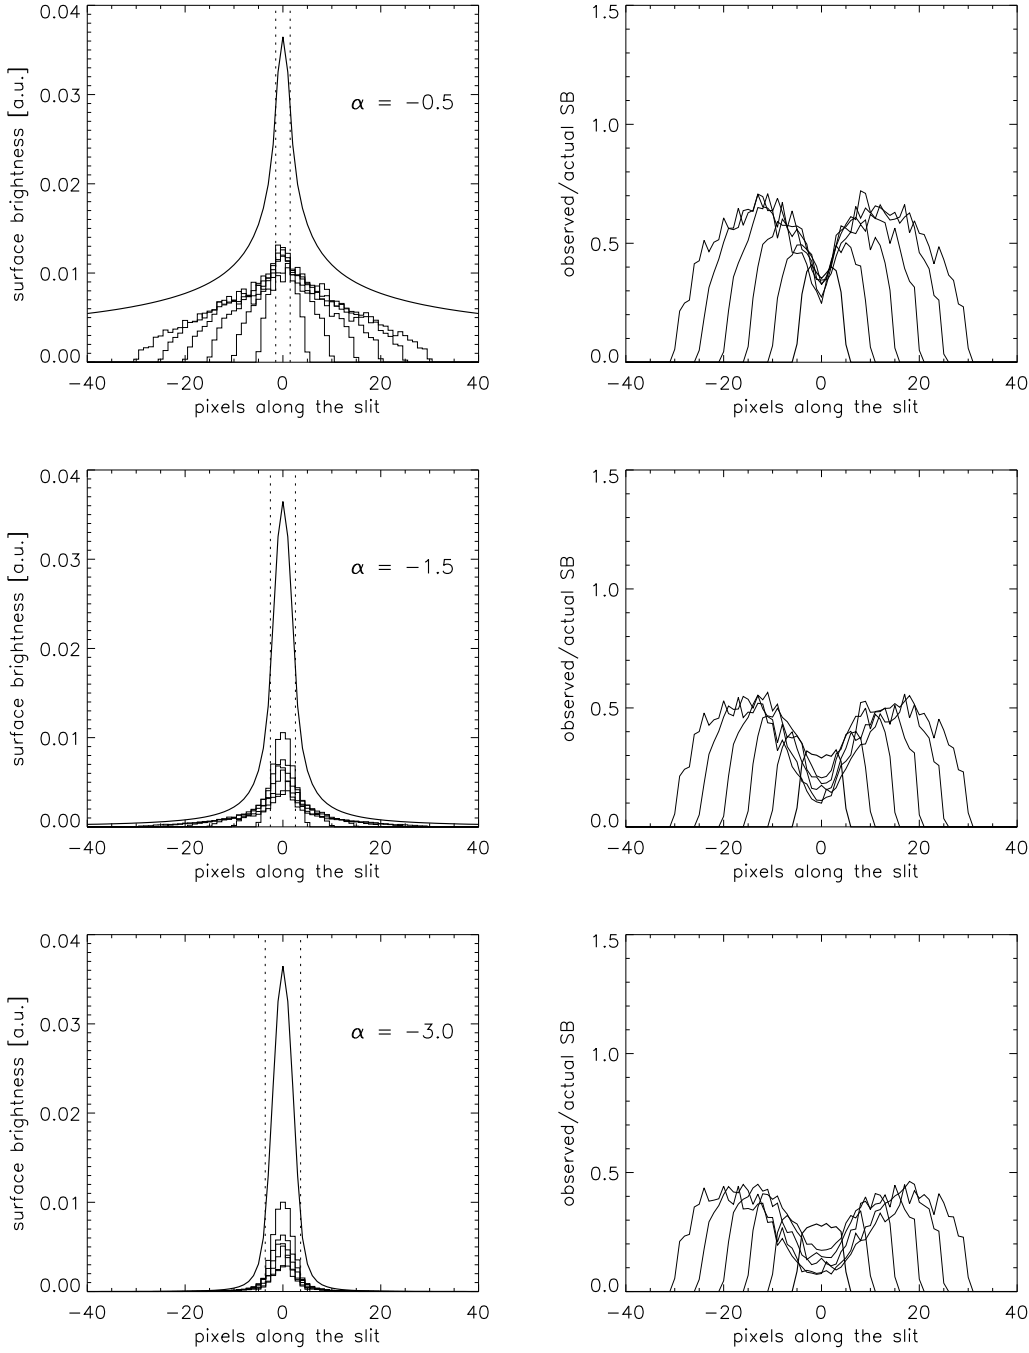 0.04
0.03
0.02
0.01
0.00
surface brightness [a.u.]
α = −0.5
−40 −20 0 20 40
pixels along the slit
1.5
1.0
0.5
0.0
observed/actual SB
−40 −20 0 20 40
pixels along the slit
0.04
0.03
0.02
0.01
0.00
surface brightness [a.u.]
α = −1.5
−40 −20 0 20 40
pixels along the slit
1.5
1.0
0.5
0.0
observed/actual SB
−40 −20 0 20 40
pixels along the slit
0.04
0.03
0.02
0.01
0.00
surface brightness [a.u.]
α = −3.0
−40 −20 0 20 40
pixels along the slit
1.5
1.0
0.5
0.0
observed/actual SB
−40 −20 0 20 40
pixels along the slit